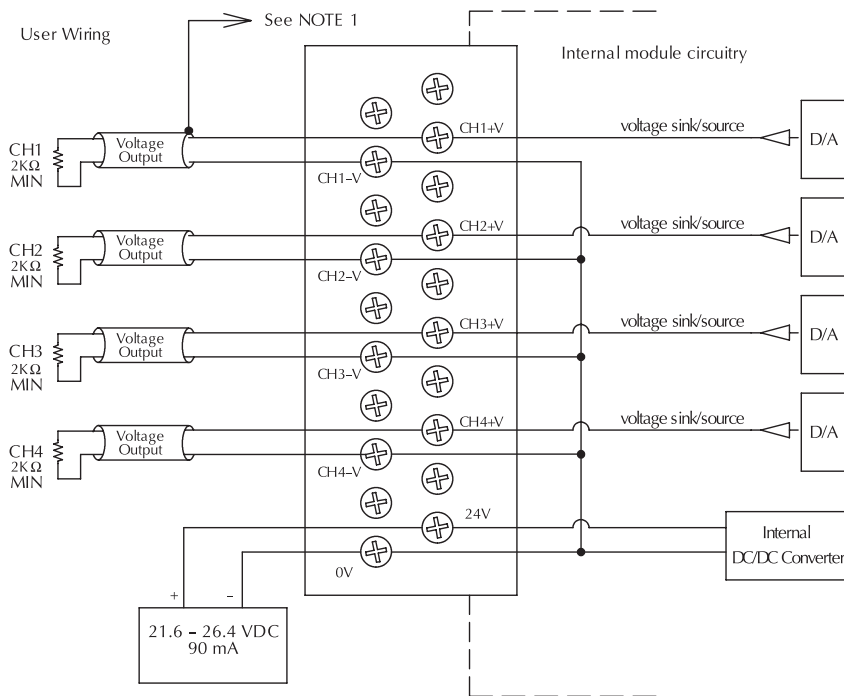 User Wiring
See NOTE 1
Internal module circuitry
CH1
2KΩ
MIN
Voltage
Output
CH1+V
CH1–V
voltage sink/source
D/A
CH2
2KΩ
MIN
Voltage
Output
CH2+V
CH2–V
voltage sink/source
D/A
CH3
2KΩ
MIN
Voltage
Output
CH3+V
CH3–V
voltage sink/source
D/A
CH4
2KΩ
MIN
Voltage
Output
CH4+V
CH4–V
voltage sink/source
D/A
24V
0V
Internal
DC/DC Converter
+
–
21.6 – 26.4 VDC
90 mA